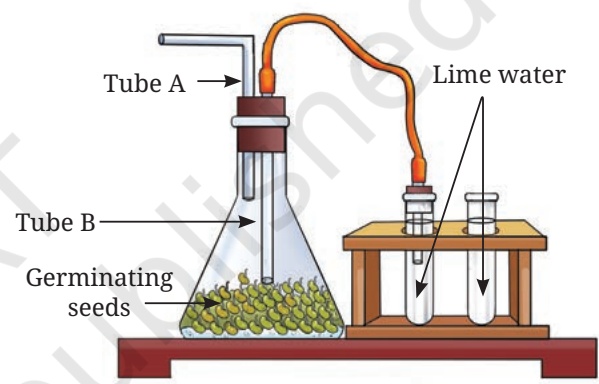 Tube A
Lime water
Tube B
Germinating
seeds